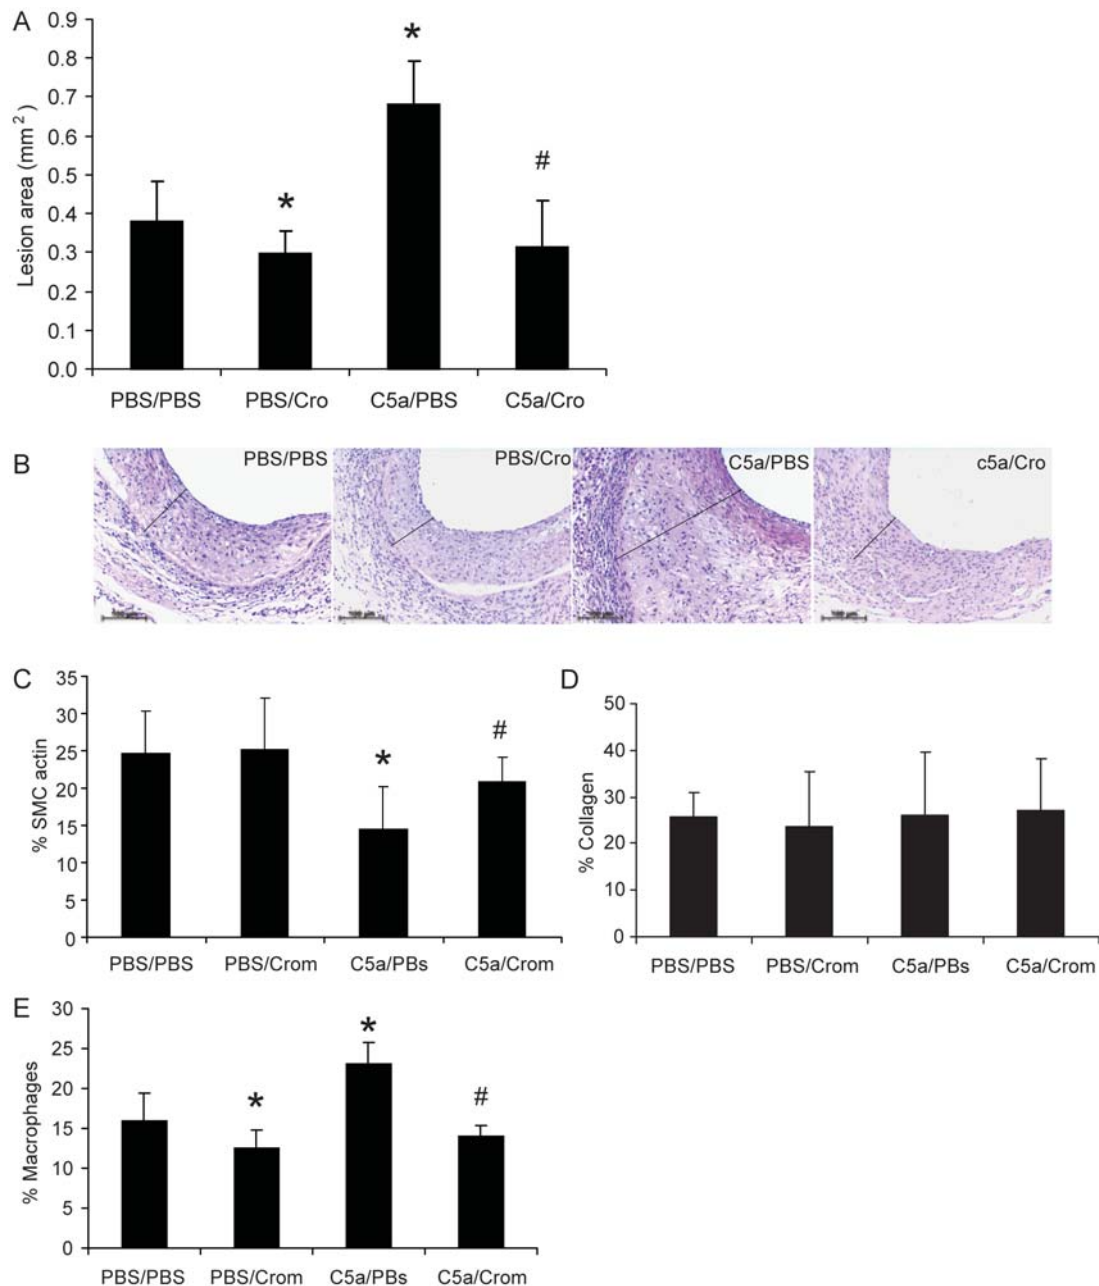 A
Lesion area (mm²)
0.9
0.8
0.7
0.6
0.5
0.4
0.3
0.2
0.1
0.0
*
*
#
PBS/PBS PBS/Cro C5a/PBS C5a/Cro
B
PBS/PBS PBS/Cro C5a/PBS c5a/Cro
C
% SMC actin
35
30
25
20
15
10
5
0
*
#
PBS/PBS PBS/Crom C5a/PBs C5a/Crom
D
% Collagen
50
40
30
20
10
0
PBS/PBS PBS/Crom C5a/PBs C5a/Crom
E
% Macrophages
30
25
20
15
10
5
0
*
*
#
PBS/PBS PBS/Crom C5a/PBs C5a/Crom